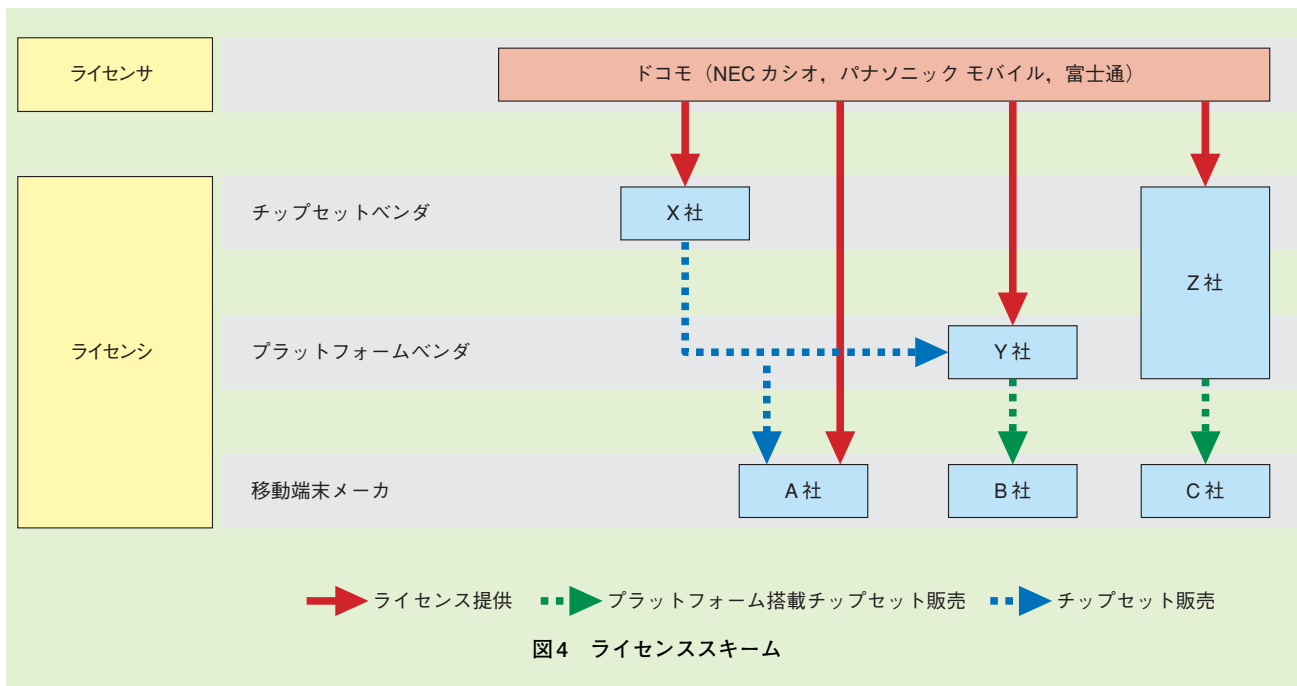 ライセンサ
ドコモ（NEC カシオ，パナソニック モバイル，富士通）
チップセットベンダ
X 社
Z 社
ライセンシ
プラットフォームベンダ
Y 社
移動端末メーカ
A 社
B 社
C 社
ライセンス提供
プラットフォーム搭載チップセット販売
チップセット販売
図4 ライセンススキーム